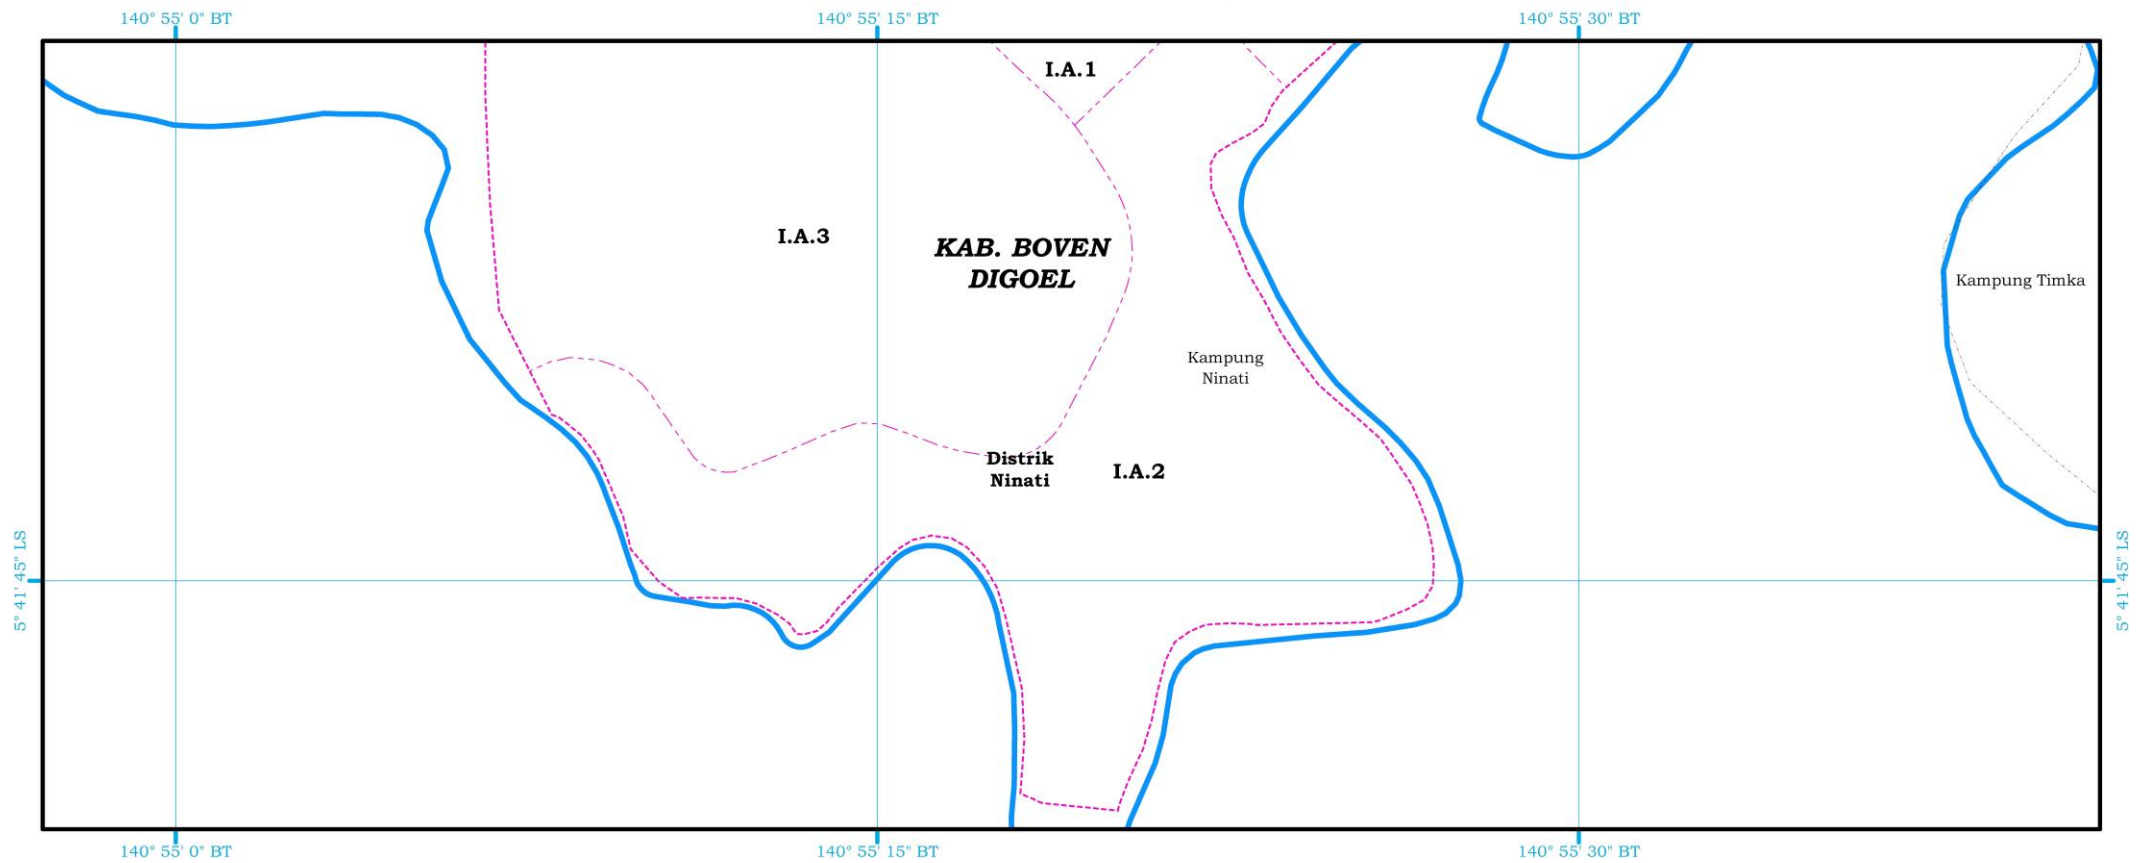 140° 55' 0" BT
140° 55' 15" BT
140° 55' 30" BT
I.A.1
I.A.3
KAB. BOVEN
DIGOEL
Kampung Timka
Kampung
Ninati
Distrik
Ninati
I.A.2
5° 41' 45" LS
5° 41' 45" LS
140° 55' 0" BT
140° 55' 15" BT
140° 55' 30" BT